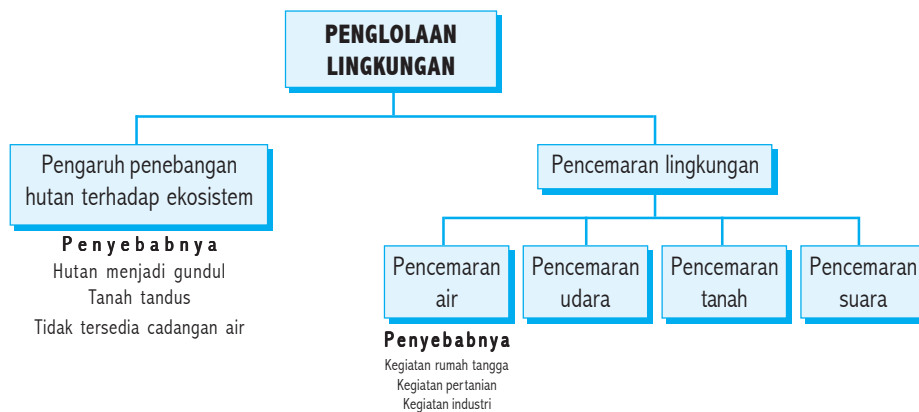 PENGLOLAAN
LINGKUNGAN
Pengaruh penebangan
hutan terhadap ekosistem
Penyebabnya
Hutan menjadi gundul
Tanah tandus
Tidak tersedia cadangan air
Pencemaran lingkungan
Pencemaran
air
Penyebabnya
Kegiatan rumah tangga
Kegiatan pertanian
Kegiatan industri
Pencemaran
udara
Pencemaran
tanah
Pencemaran
suara